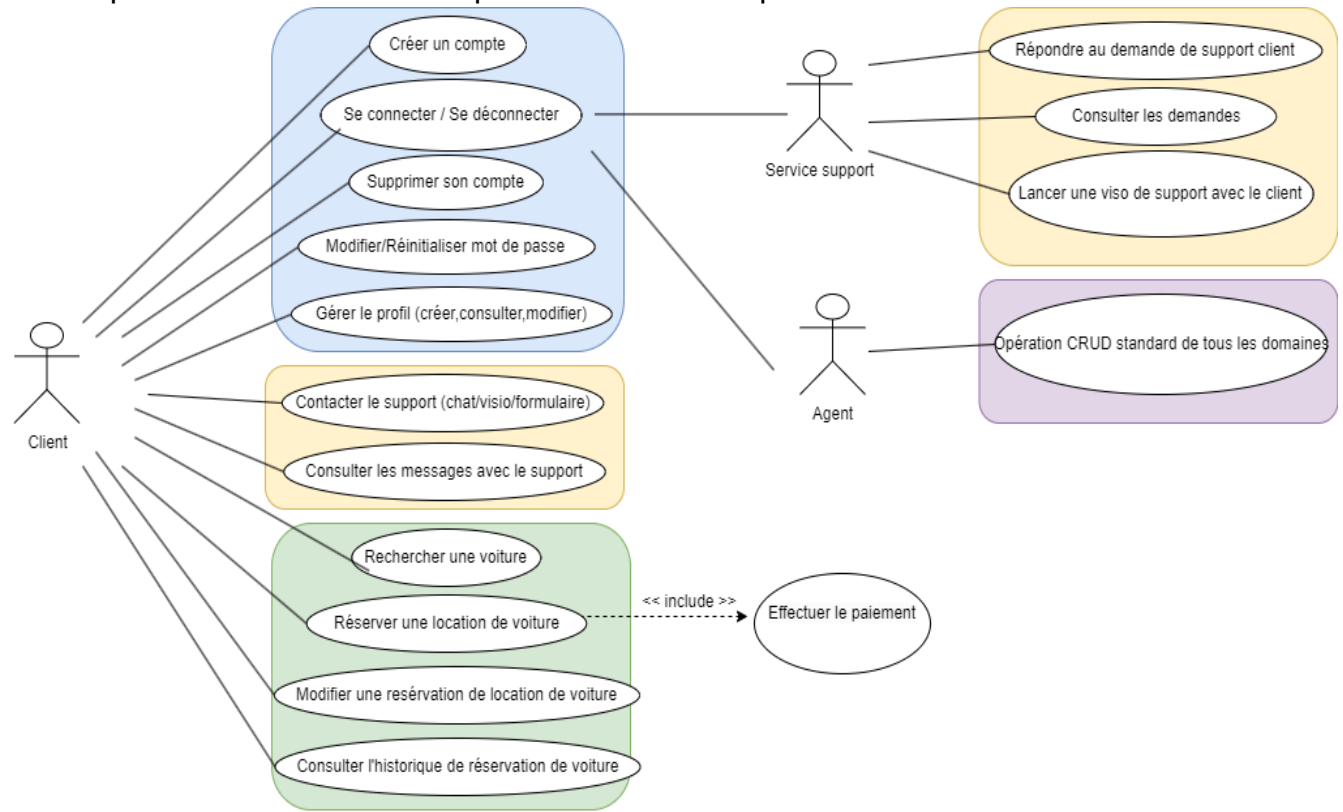 Créer un compte
Se connecter / Se déconnecter
Supprimer son compte
Modifier/Réinitialiser mot de passe
Gérer le profil (créer,consulter,modifier)
Client
Contacter le support (chat/visio/formulaire)
Consulter les messages avec le support
Rechercher une voiture
Réserver une location de voiture
<< include >>
Effectuer le paiement
Modifier une resérvation de location de voiture
Consulter l'historique de réservation de voiture
Service support
Répondre au demande de support client
Consulter les demandes
Lancer une viso de support avec le client
Agent
Opération CRUD standard de tous les domaines